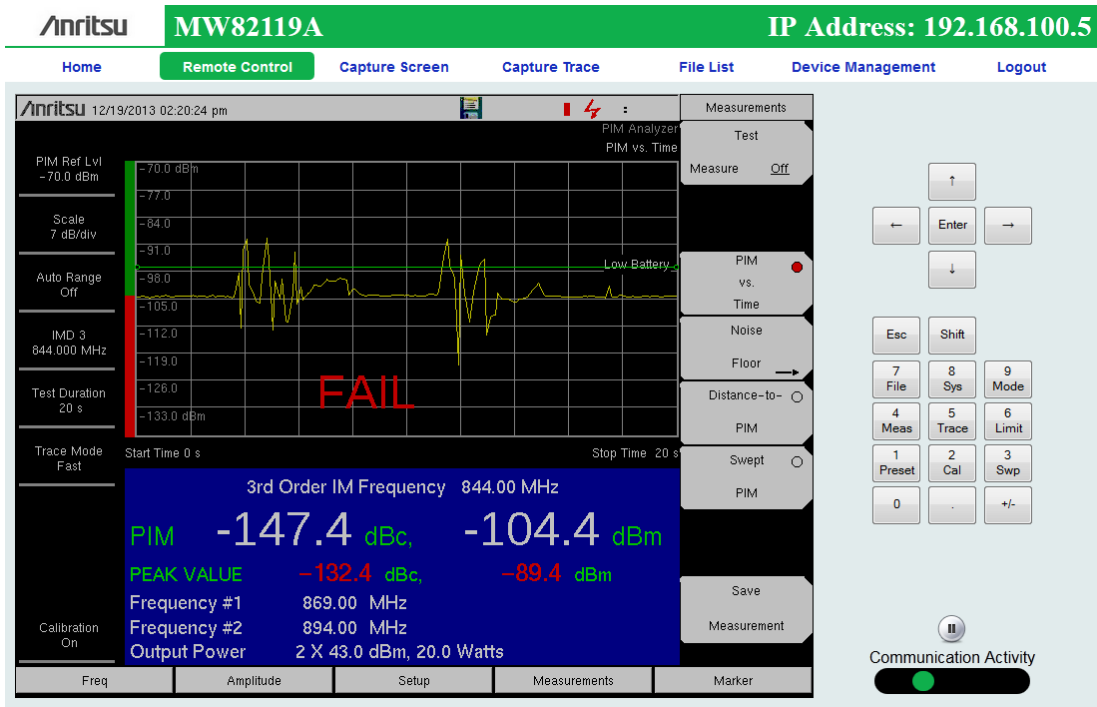 Anritsu MW82119A IP Address: 192.168.100.5
Home Remote Control Capture Screen Capture Trace File List Device Management Logout
Anritsu 12/19/2013 02:20:24 pm :
PIM Analyzer
PIM vs. Time
PIM Ref Lvl
-70.0 dBm
Scale
7 dB/div
Auto Range
Off
IMD 3
844.000 MHz
Test Duration
20 s
Trace Mode
Fast
Calibration
On
-70.0 dBm
-77.0
-84.0
-91.0
-98.0
-105.0
-112.0
-119.0
-126.0
-133.0 dBm
Low Battery
FAIL
Start Time 0 s Stop Time 20 s
3rd Order IM Frequency 844.00 MHz
PIM -147.4 dBc, -104.4 dBm
PEAK VALUE -132.4 dBc, -89.4 dBm
Frequency #1 869.00 MHz
Frequency #2 894.00 MHz
Output Power 2 X 43.0 dBm, 20.0 Watts
Measurements
Test
Measure Off
PIM
vs.
Time
Noise
Floor
Distance-to-
PIM
Swept
PIM
Save
Measurement
Freq Amplitude Setup Measurements Marker
↑
← Enter →
↓
Esc Shift
7 8 9
File Sys Mode
4 5 6
Meas Trace Limit
1 2 3
Preset Cal Swp
0 . +/-
Communication Activity